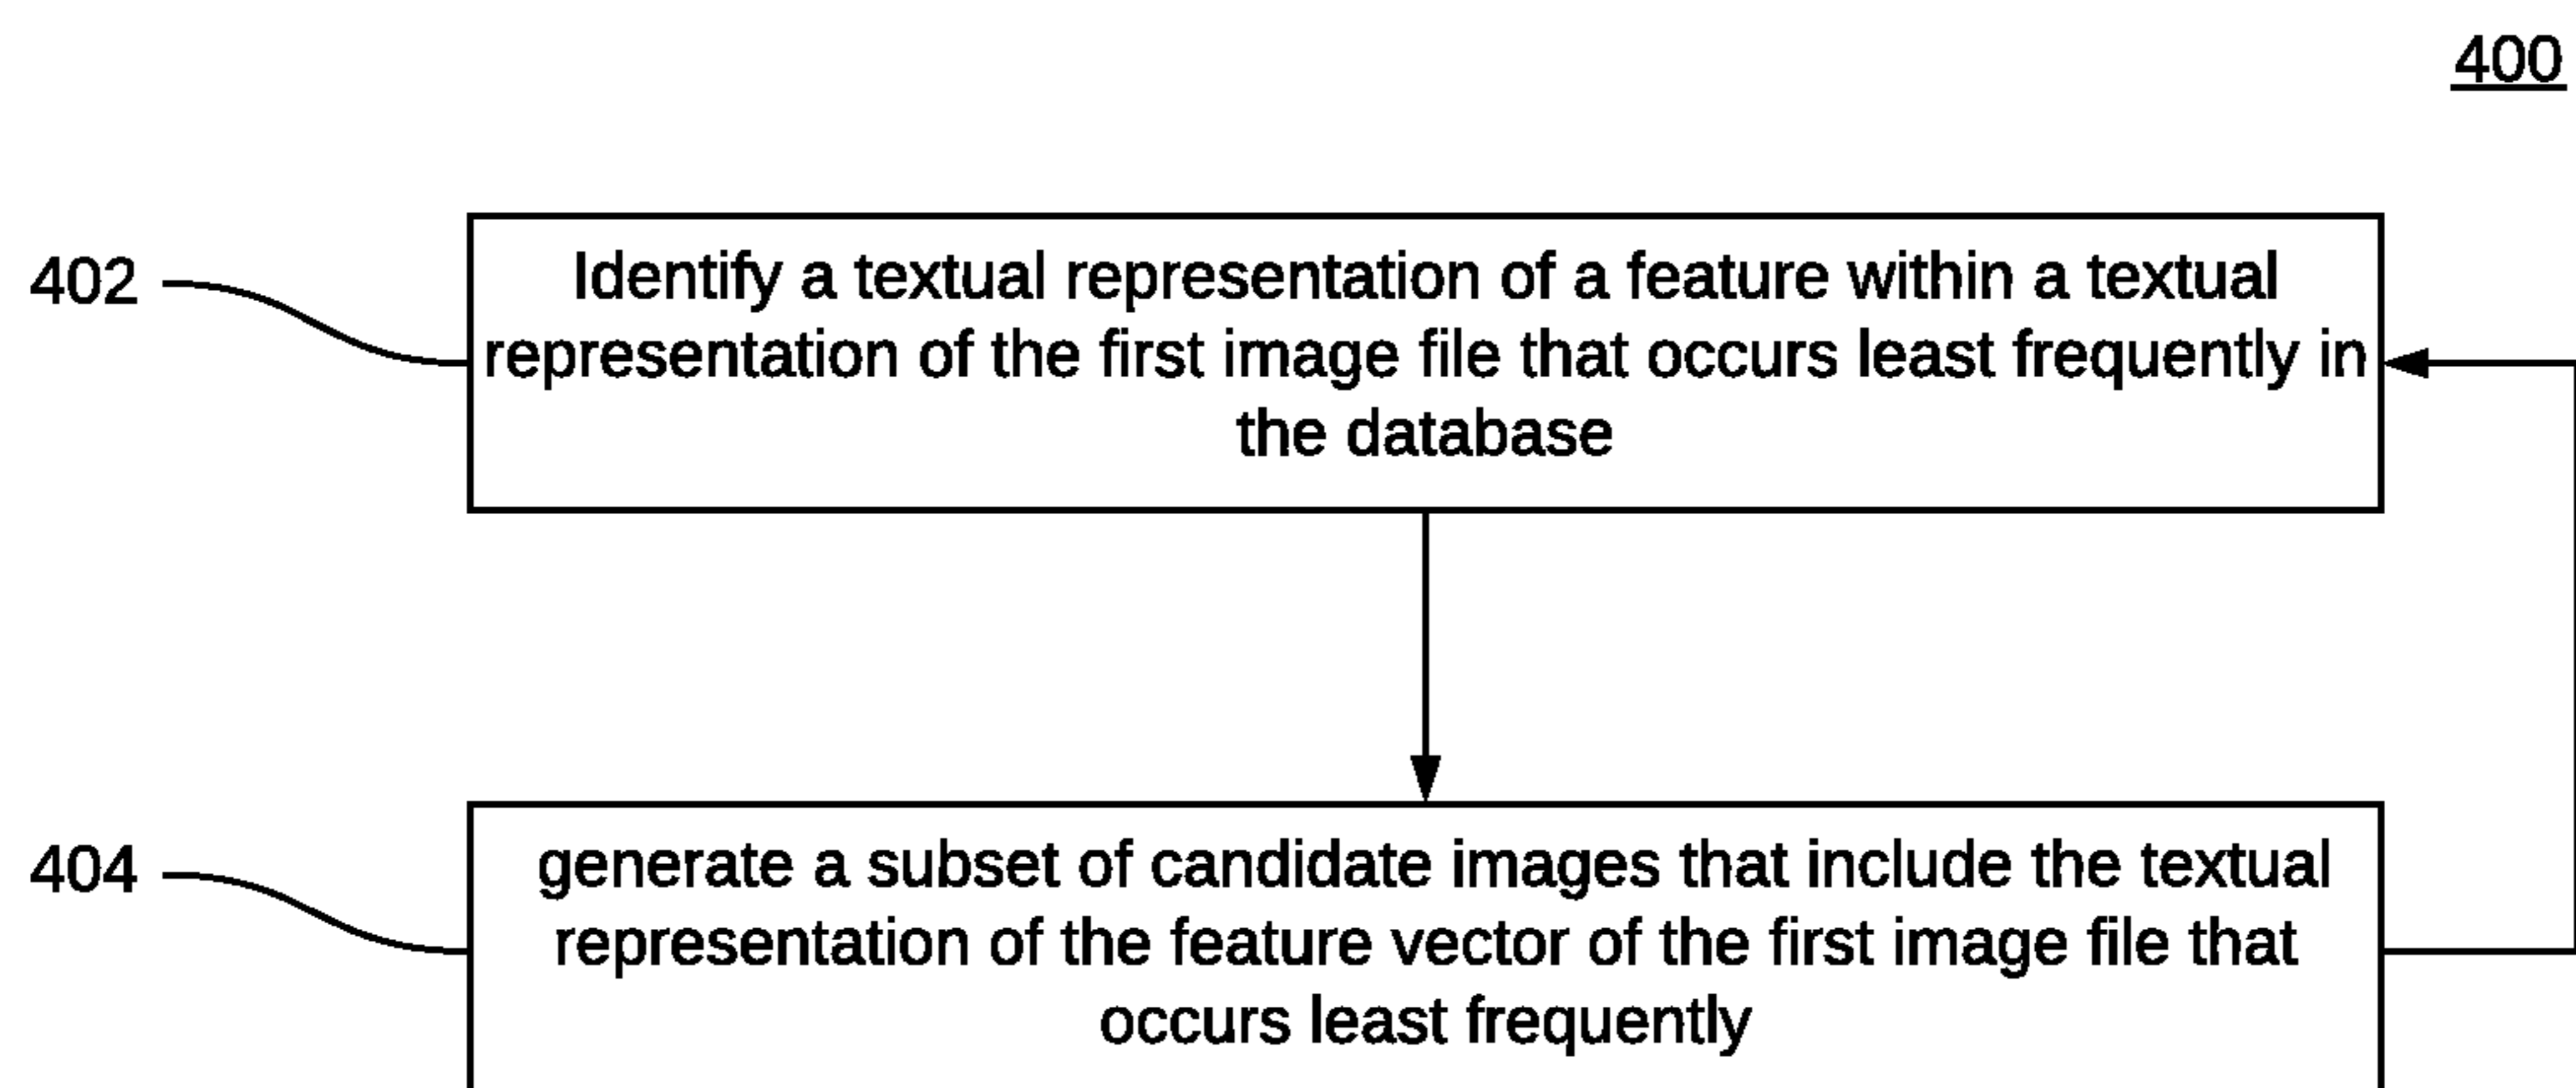 400
402
Identify a textual representation of a feature within a textual
representation of the first image file that occurs least frequently in
the database
404
generate a subset of candidate images that include the textual
representation of the feature vector of the first image file that
occurs least frequently